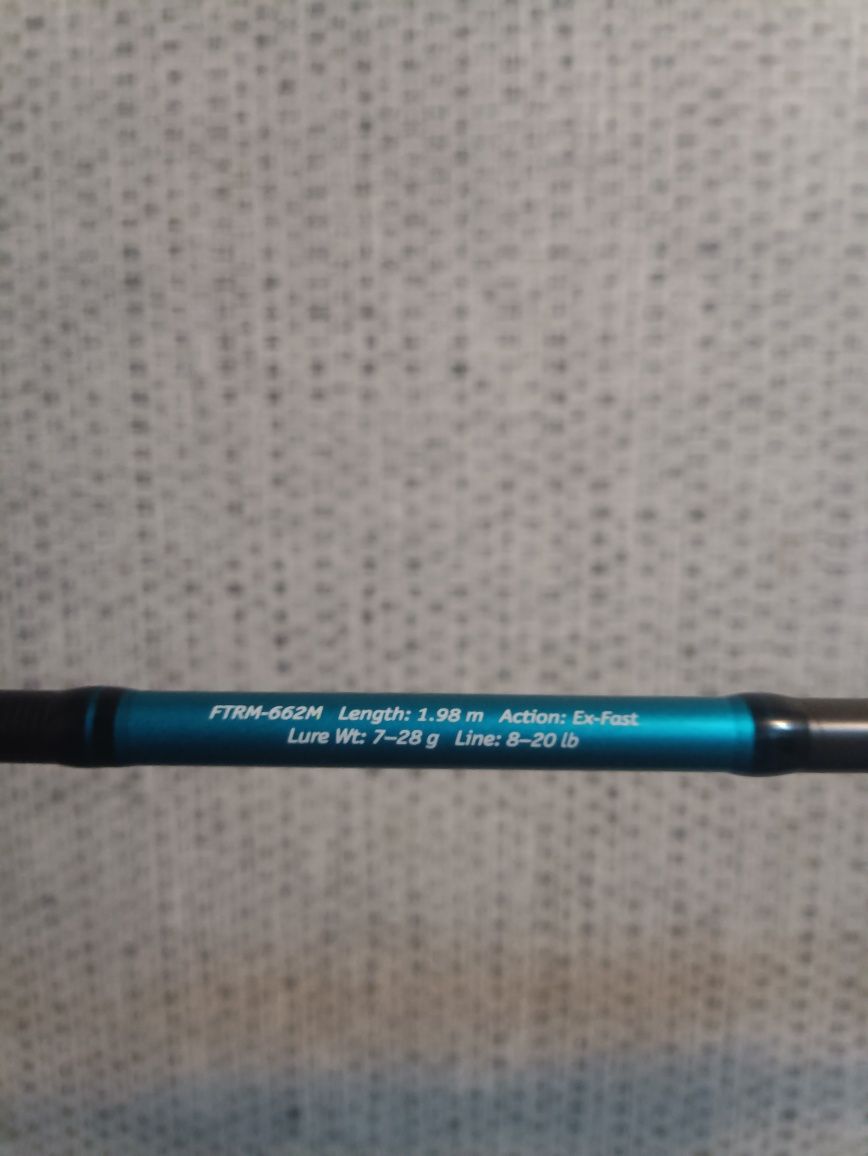 FTRM-662M Length: 1.98 m Action: Ex-Fast
Lure Wt: 7–28 g Line: 8–20 lb